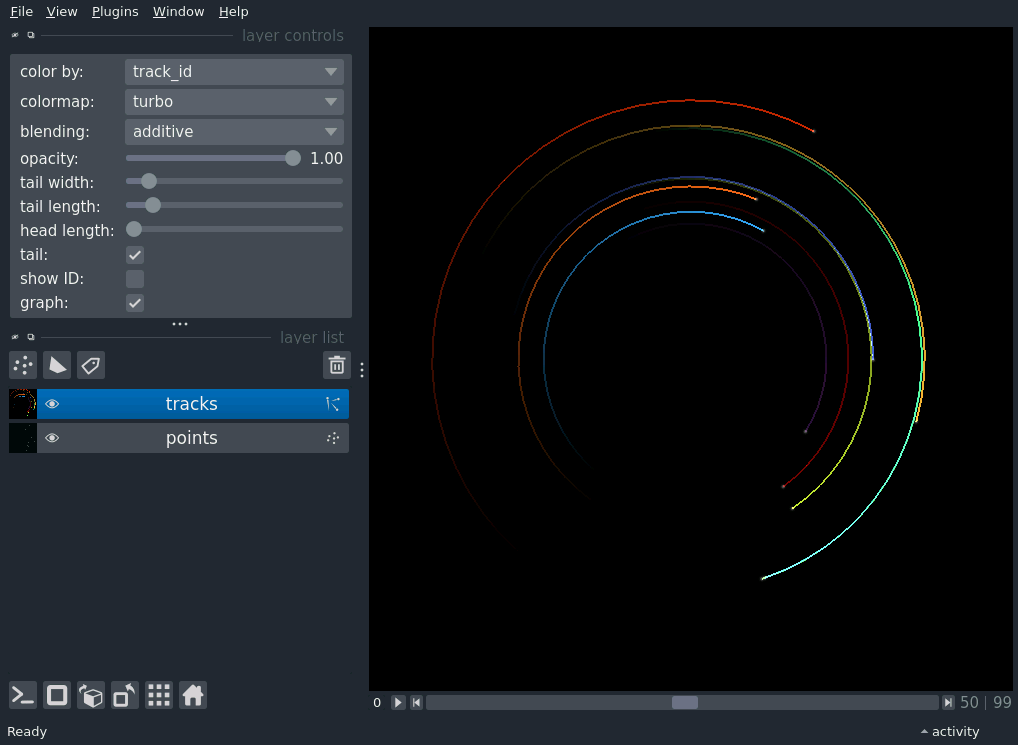 File View Plugins Window Help
layer controls
color by: track_id
colormap: turbo
blending: additive
opacity: 1.00
tail width:
tail length:
head length:
tail:
show ID:
graph:
layer list
tracks
points
0 50 | 99
Ready activity